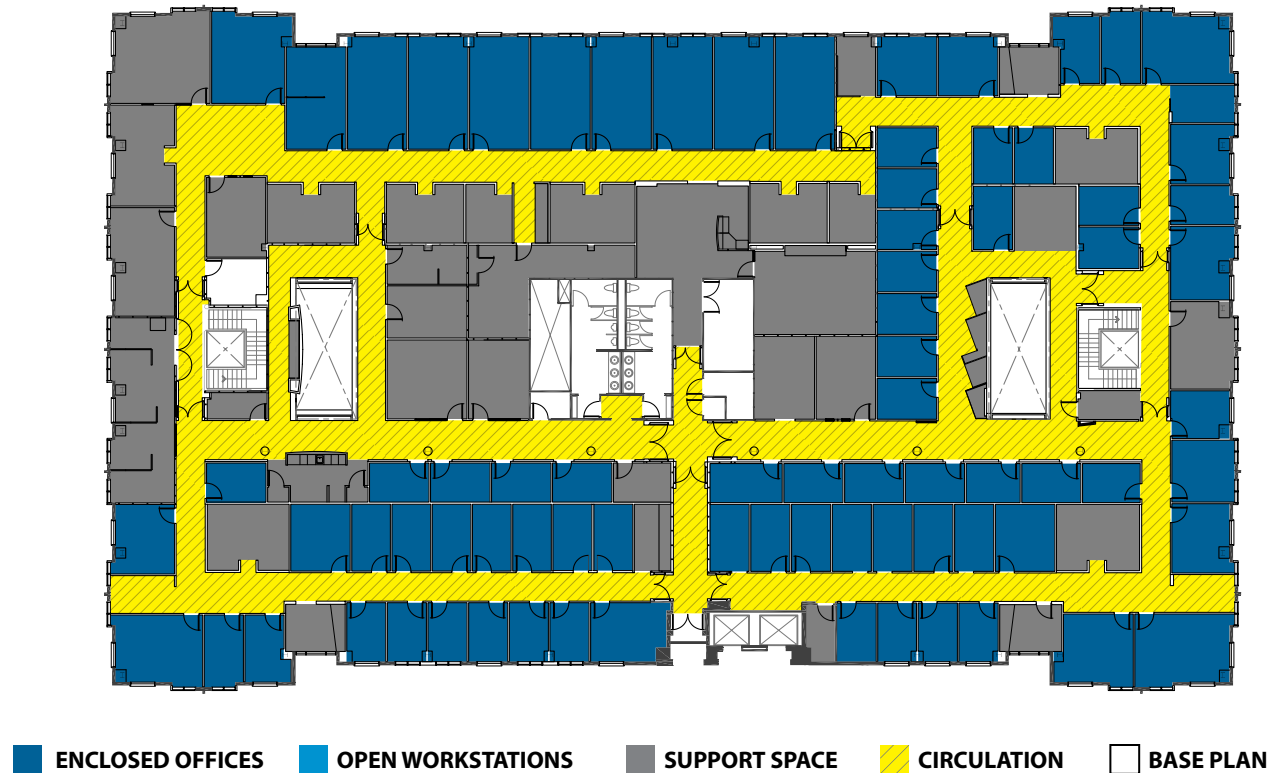 ENCLOSED OFFICES
OPEN WORKSTATIONS
SUPPORT SPACE
CIRCULATION
BASE PLAN